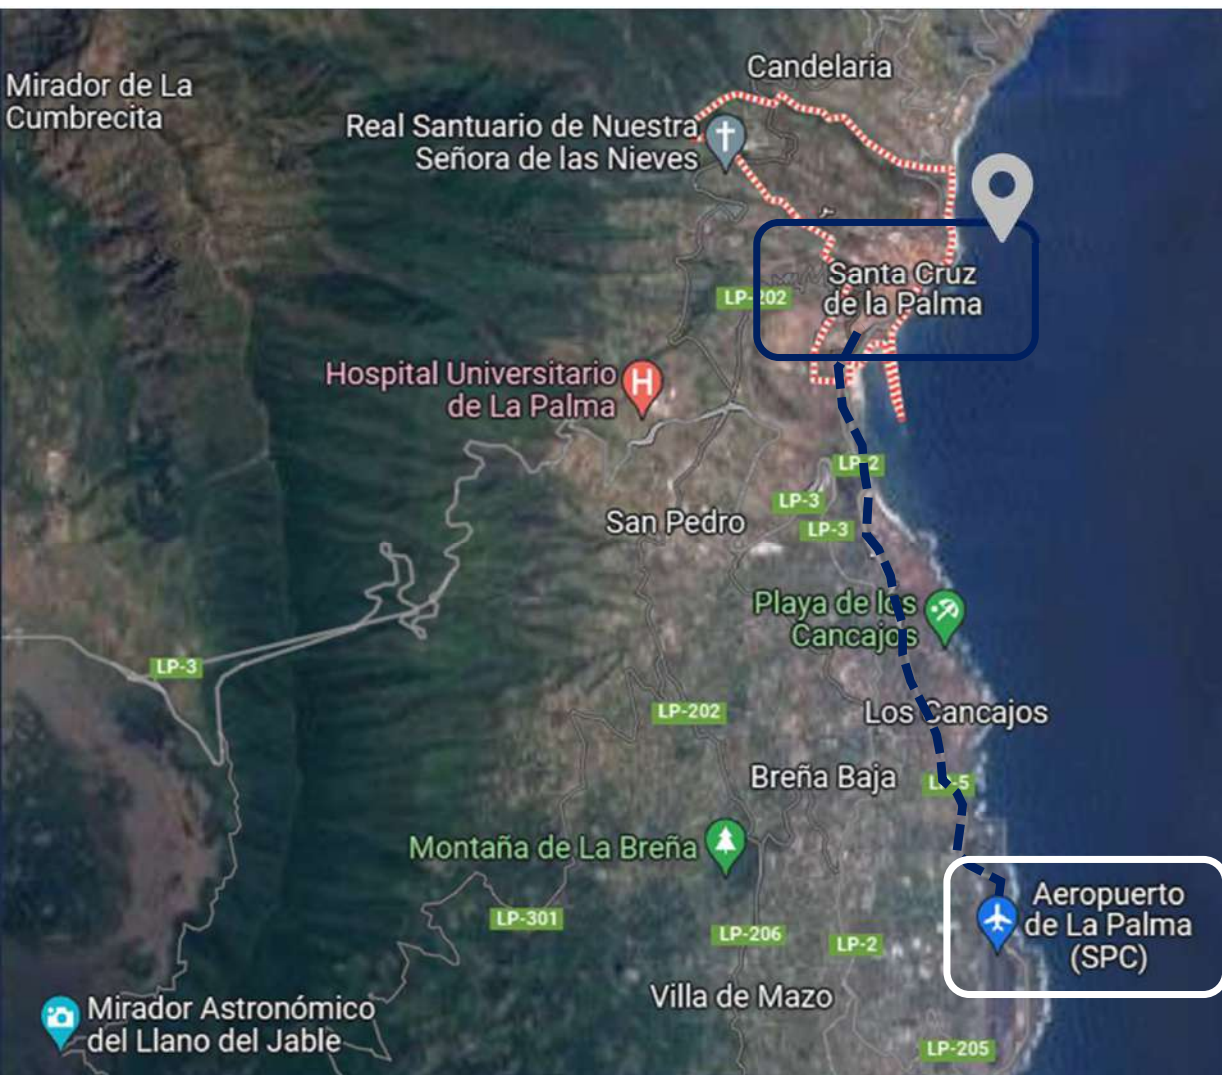 Candelaria
Mirador de La
Cumbrecita
Real Santuario de Nuestra
Señora de las Nieves
Santa Cruz
de la Palma
LP-202
Hospital Universitario
de La Palma
H
LP-2
LP-3
San Pedro
LP-3
Playa de los
Cancajos
LP-3
LP-202
Los Cancajos
Breña Baja
LP-5
Montaña de La Breña
Aeropuerto
de La Palma
(SPC)
LP-301
LP-206
LP-2
Villa de Mazo
Mirador Astronómico
del Llano del Jable
LP-205